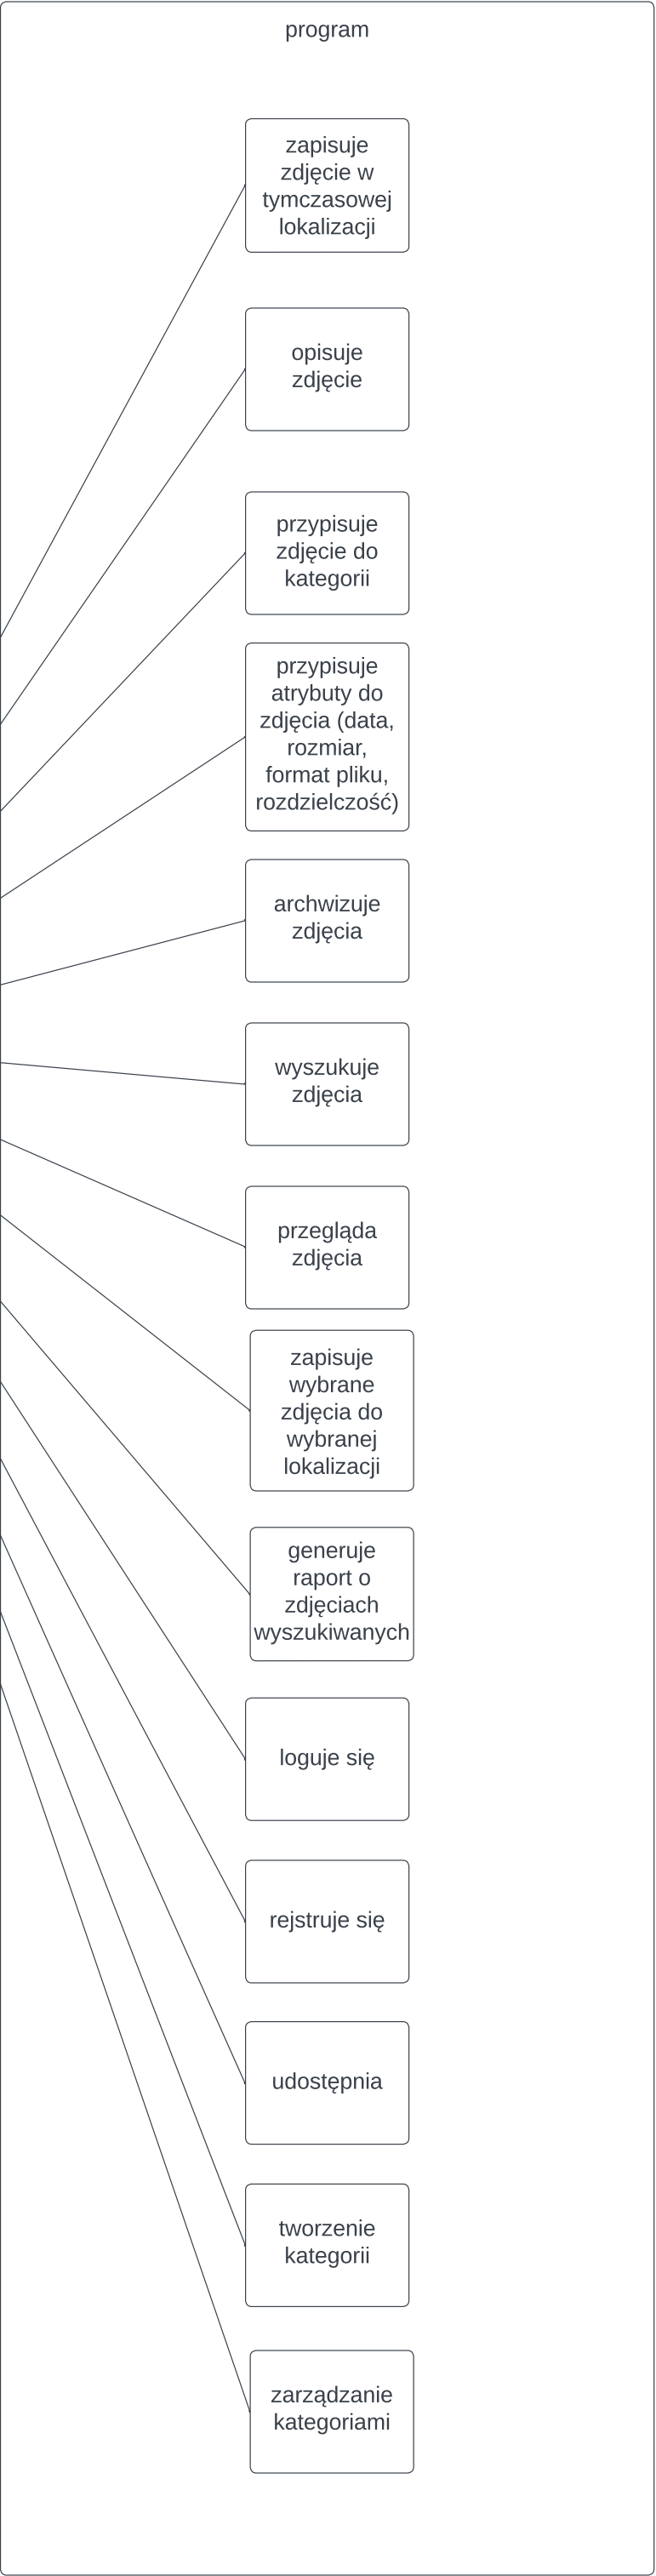 program
zapisuje
zdjęcie w
tymczasowej
lokalizacji
opisuje
zdjęcie
przypisuje
zdjęcie do
kategorii
przypisuje
atrybuty do
zdjęcia (data,
rozmiar,
format pliku,
rozdzielczość)
archwizuje
zdjęcia
wyszukuje
zdjęcia
przegląda
zdjęcia
zapisuje
wybrane
zdjęcia do
wybranej
lokalizacji
generuje
raport o
zdjęciach
wyszukiwanych
loguje się
rejstruje się
udostępnia
tworzenie
kategorii
zarządzanie
kategoriami